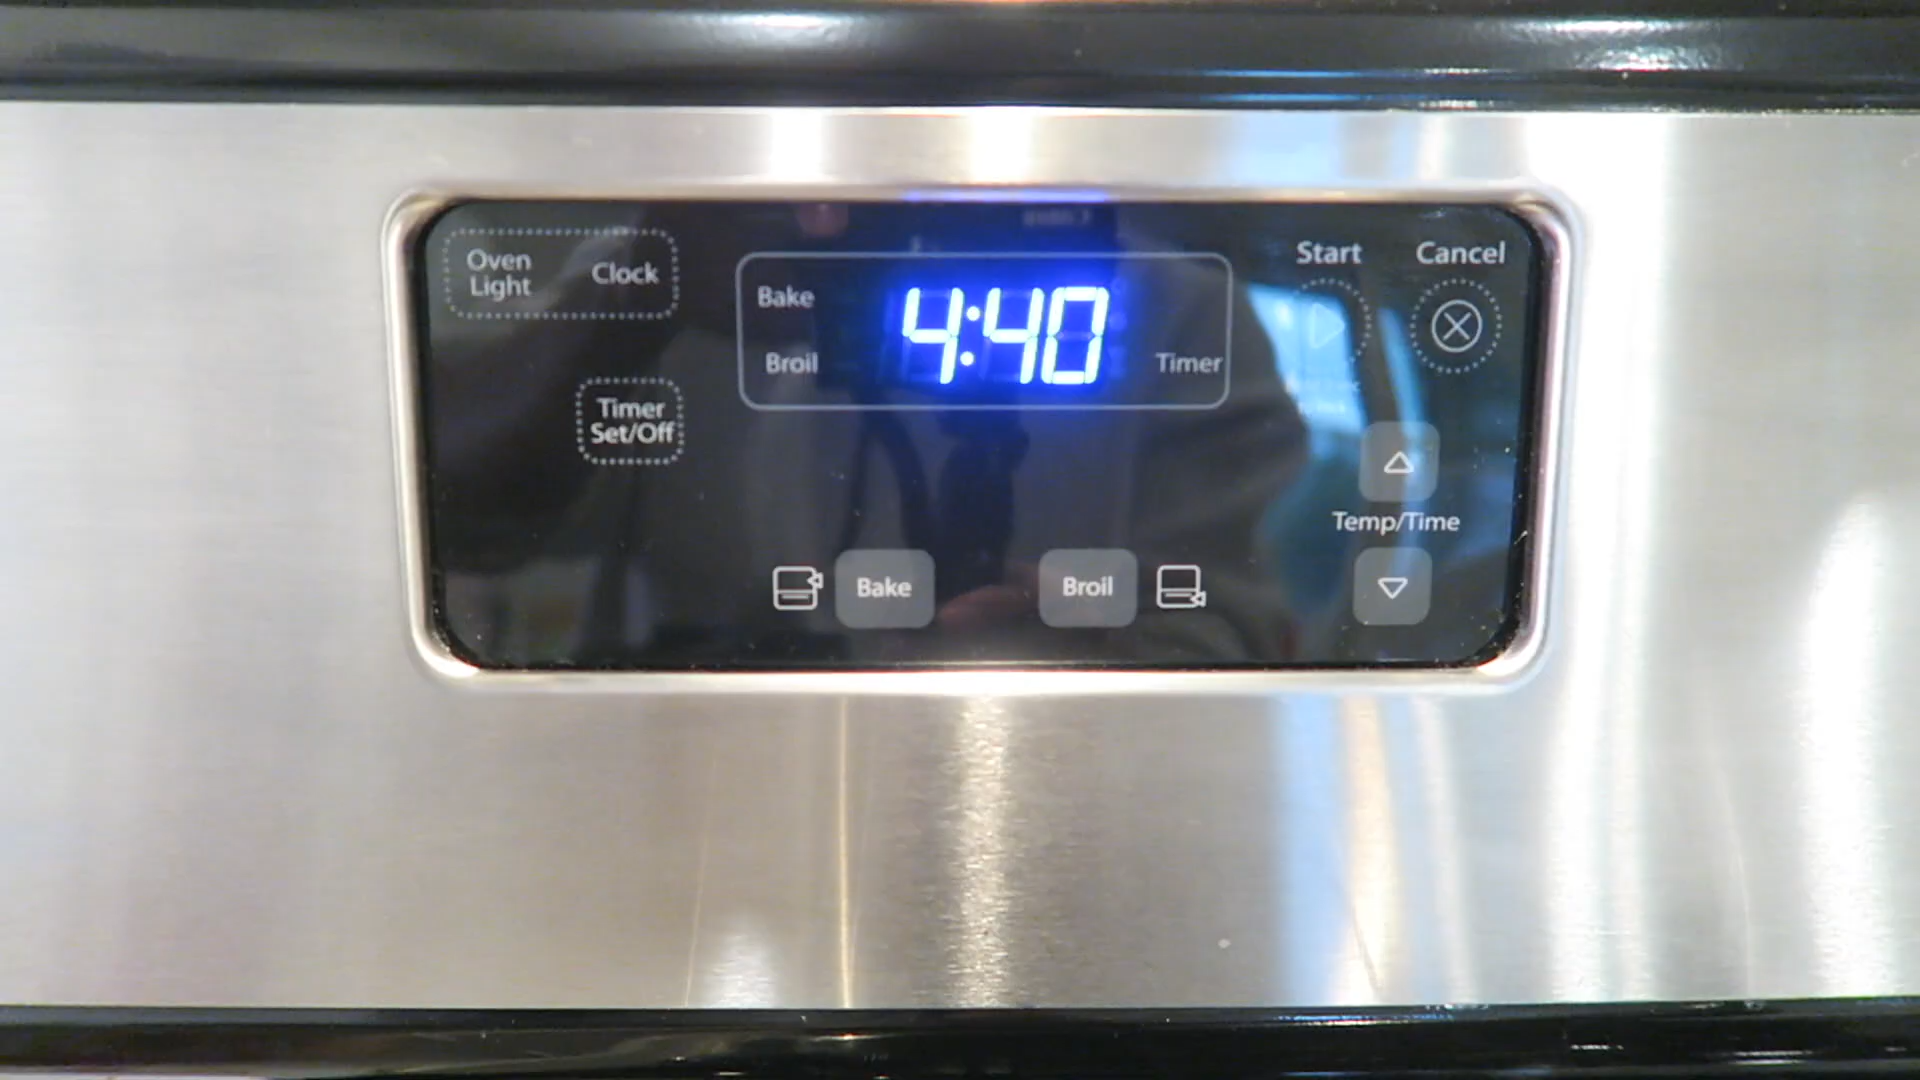 Oven
Light
Clock
Timer
Set/Off
Bake
Broil
4:40
Timer
Start
Cancel
Temp/Time
Bake
Broil